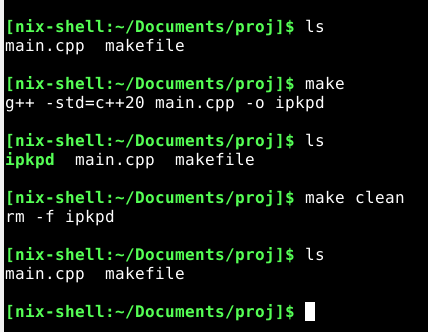 [nix-shell:~/Documents/proj]$ ls
main.cpp  makefile
[nix-shell:~/Documents/proj]$ make
g++ -std=c++20 main.cpp -o ipkpd
[nix-shell:~/Documents/proj]$ ls
ipkpd  main.cpp  makefile
[nix-shell:~/Documents/proj]$ make clean
rm -f ipkpd
[nix-shell:~/Documents/proj]$ ls
main.cpp  makefile
[nix-shell:~/Documents/proj]$